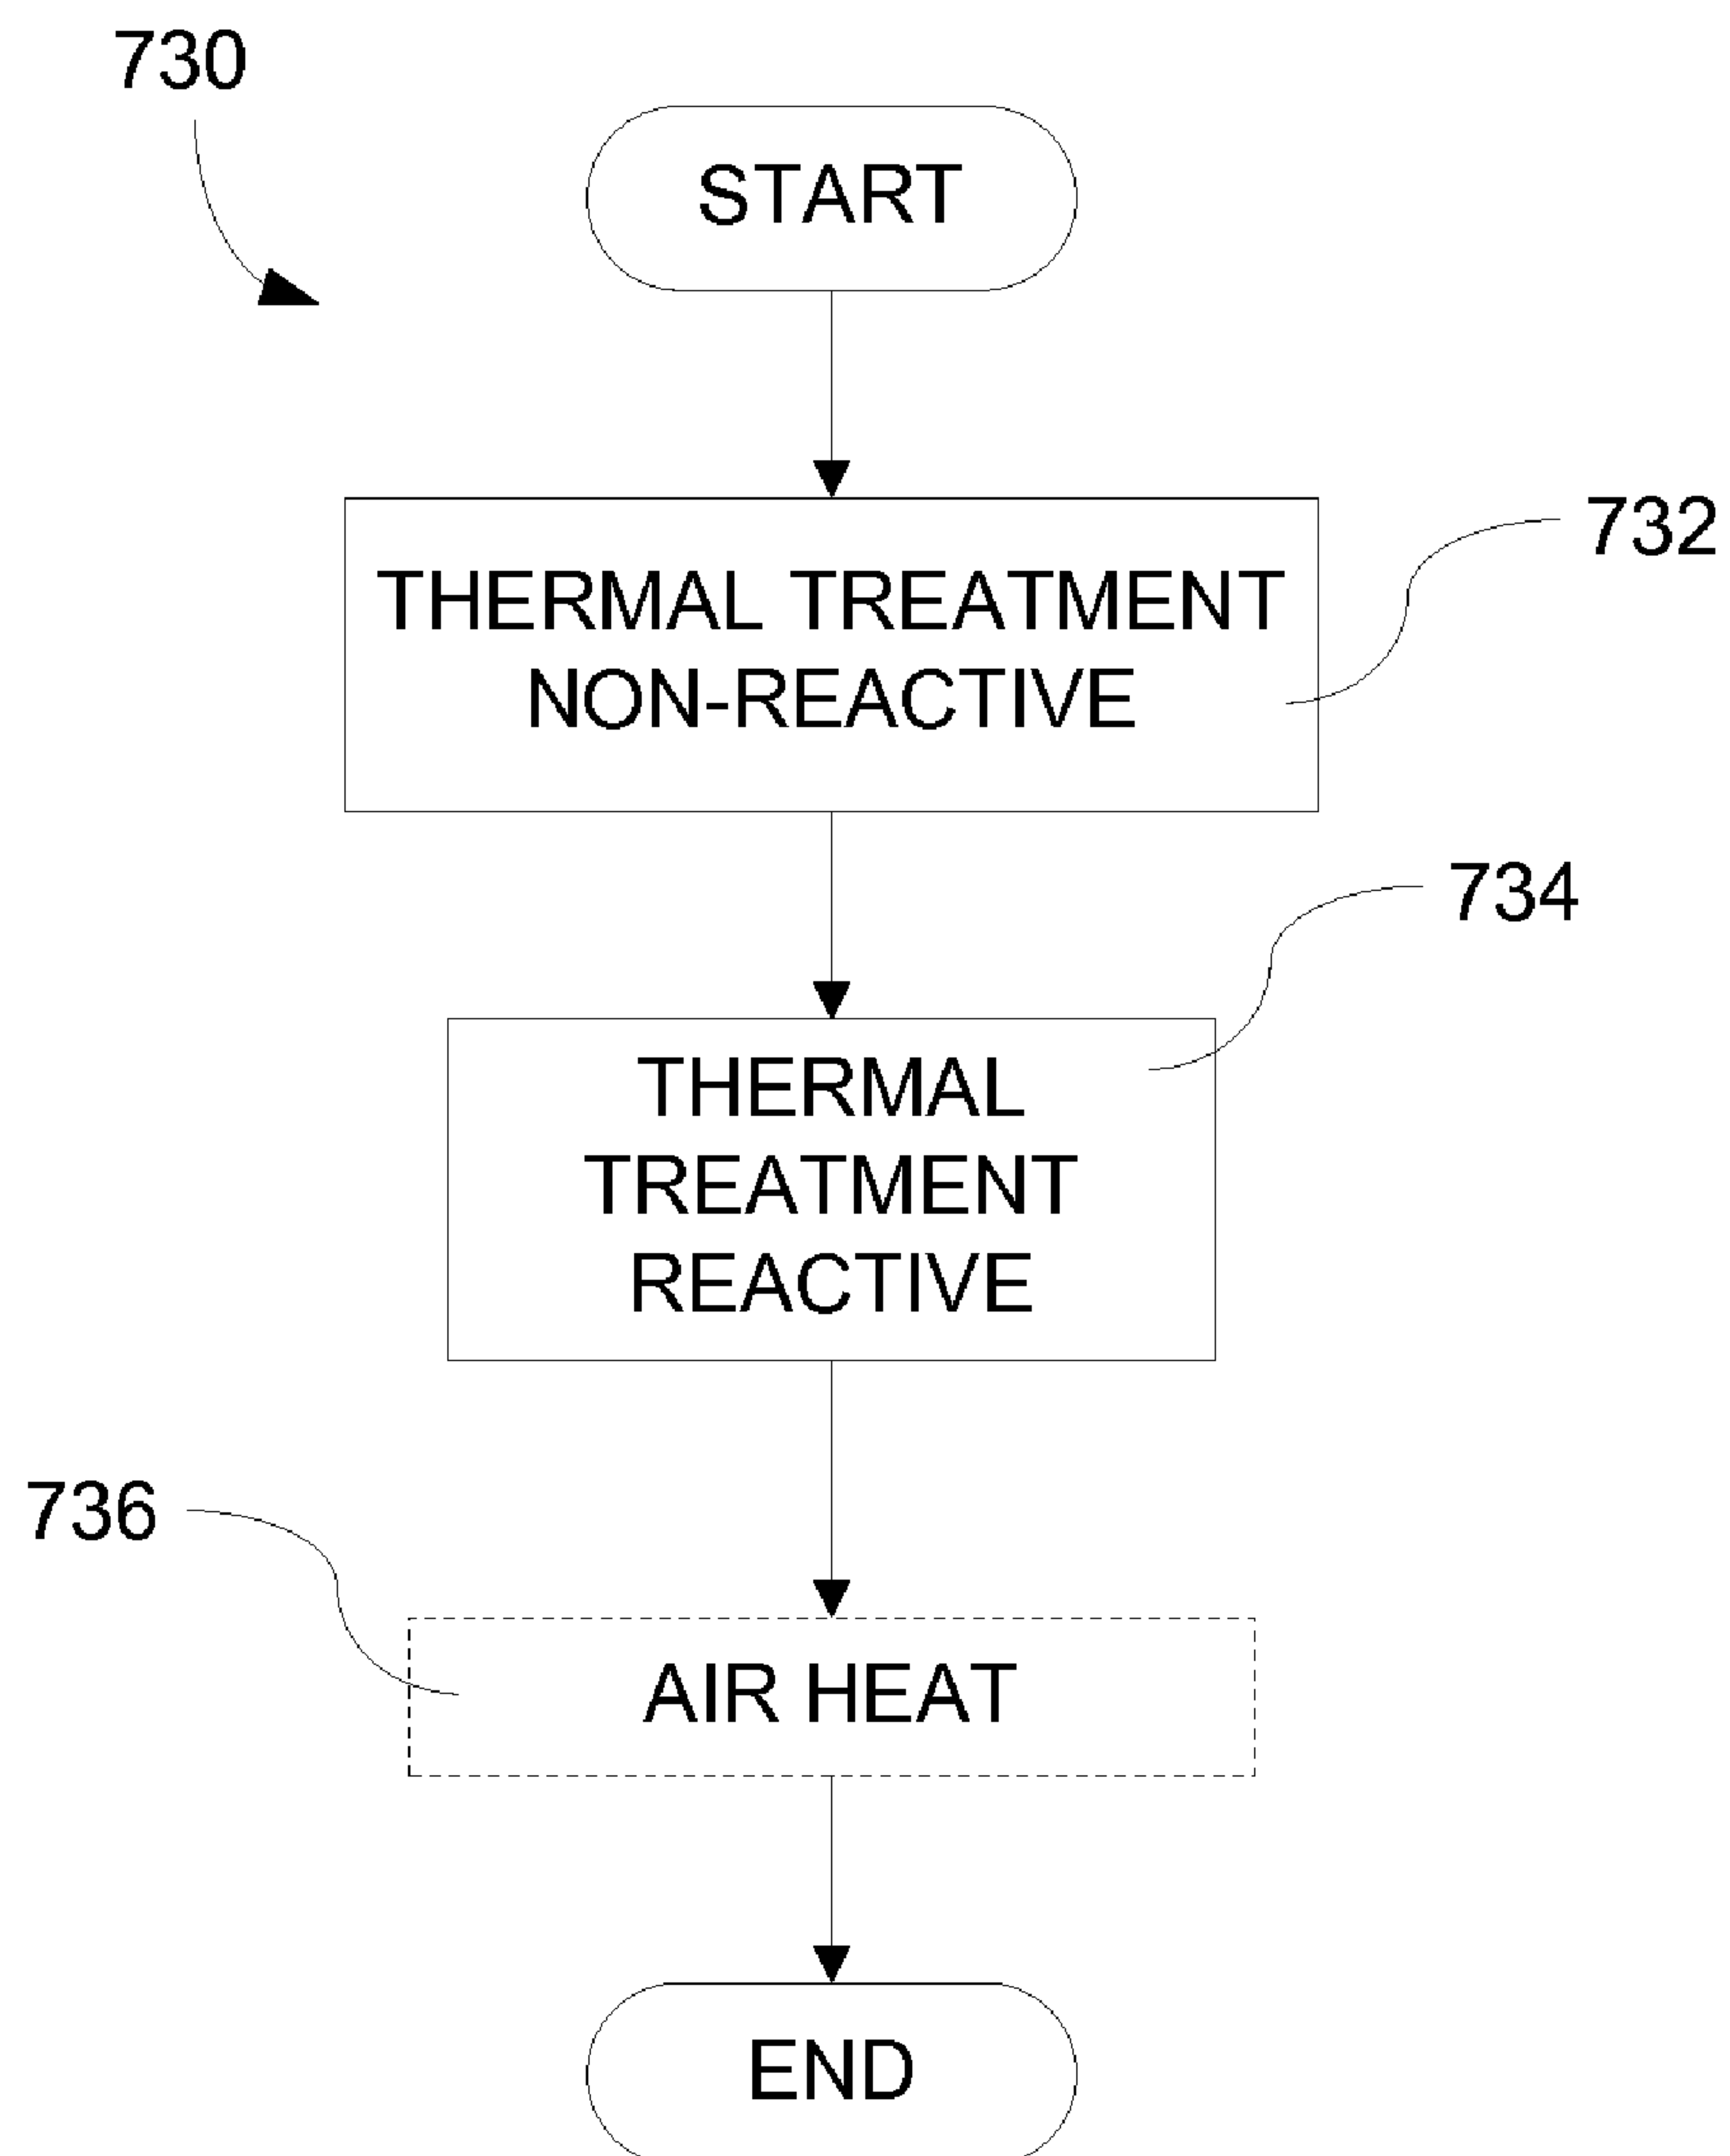 730
START
732
THERMAL TREATMENT
NON-REACTIVE
734
THERMAL
TREATMENT
REACTIVE
736
AIR HEAT
END